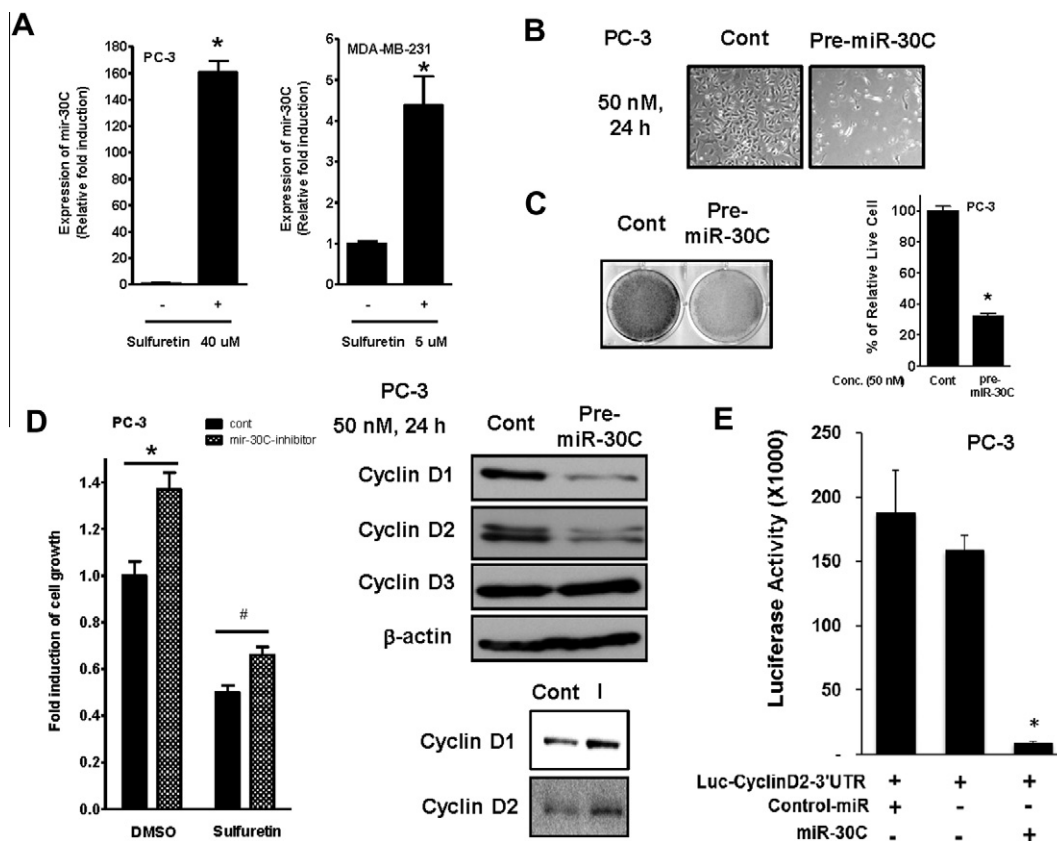 A
PC-3
*
Expression of mir-30C
(Relative fold induction)
180
160
140
120
100
80
60
40
20
0
- +
Sulfuretin 40 uM
MDA-MB-231
*
Expression of mir-30C
(Relative fold induction)
6
5
4
3
2
1
0
- +
Sulfuretin 5 uM
B
PC-3 Cont Pre-miR-30C
50 nM,
24 h
C
Cont Pre-
miR-30C
PC-3
% of Relative Live Cell
100
80
60
40
20
0
*
Conc. (50 nM) Cont pre-
miR-30C
D
PC-3
cont
mir-30C-inhibitor
*
#
Fold induction of cell growth
1.4
1.2
1.0
0.8
0.6
0.4
0.2
0.0
DMSO Sulfuretin
PC-3
50 nM, 24 h Cont Pre-
miR-30C
Cyclin D1
Cyclin D2
Cyclin D3
β-actin
Cont I
Cyclin D1
Cyclin D2
E
PC-3
Luciferase Activity (X1000)
250
200
150
100
50
-
*
Luc-CyclinD2-3'UTR + + +
Control-miR + - -
miR-30C - - +